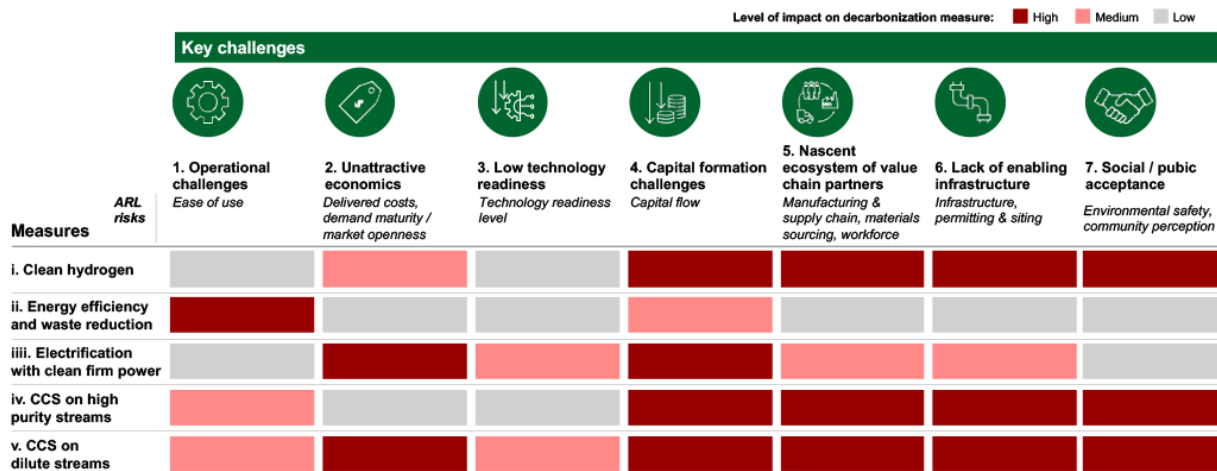 Level of impact on decarbonization measure: High Medium Low
Key challenges
1. Operational
challenges
Ease of use
2. Unattractive
economics
Delivered costs,
demand maturity /
market openness
3. Low technology
readiness
Technology readiness
level
4. Capital formation
challenges
Capital flow
5. Nascent
ecosystem of value
chain partners
Manufacturing &
supply chain, materials
sourcing, workforce
6. Lack of enabling
infrastructure
Infrastructure,
permitting & siting
7. Social / pubic
acceptance
Environmental safety,
community perception
ARL
risks
Measures
i. Clean hydrogen
ii. Energy efficiency
and waste reduction
iiii. Electrification
with clean firm power
iv. CCS on high
purity streams
v. CCS on
dilute streams